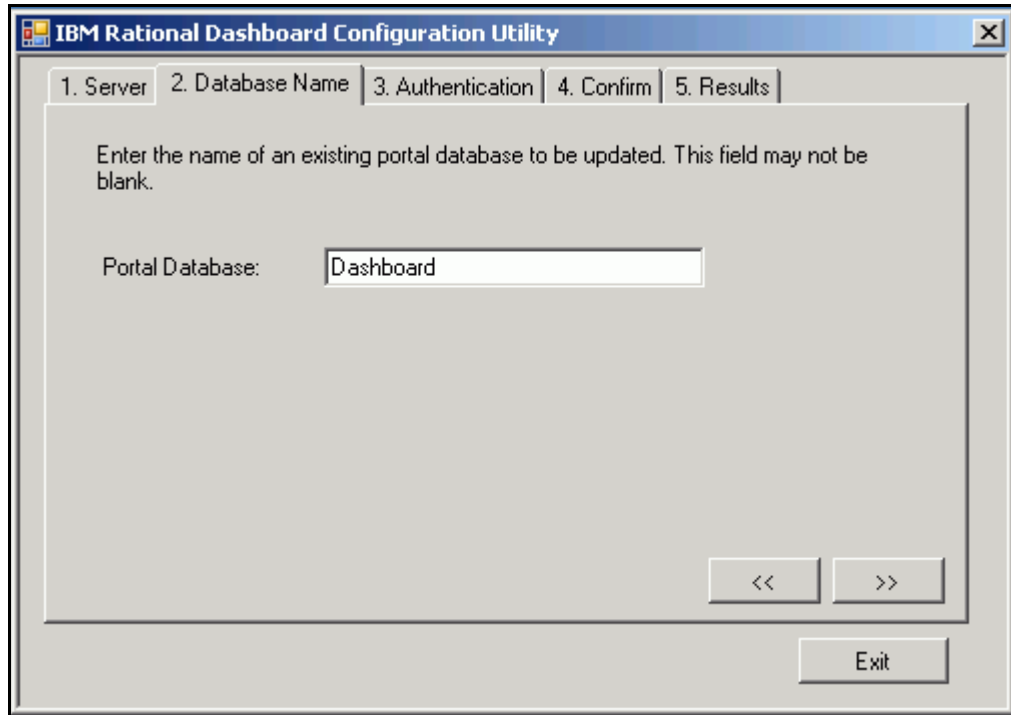 IBM Rational Dashboard Configuration Utility
1. Server 2. Database Name 3. Authentication 4. Confirm 5. Results
Enter the name of an existing portal database to be updated. This field may not be
blank.
Portal Database: Dashboard
<< >>
Exit